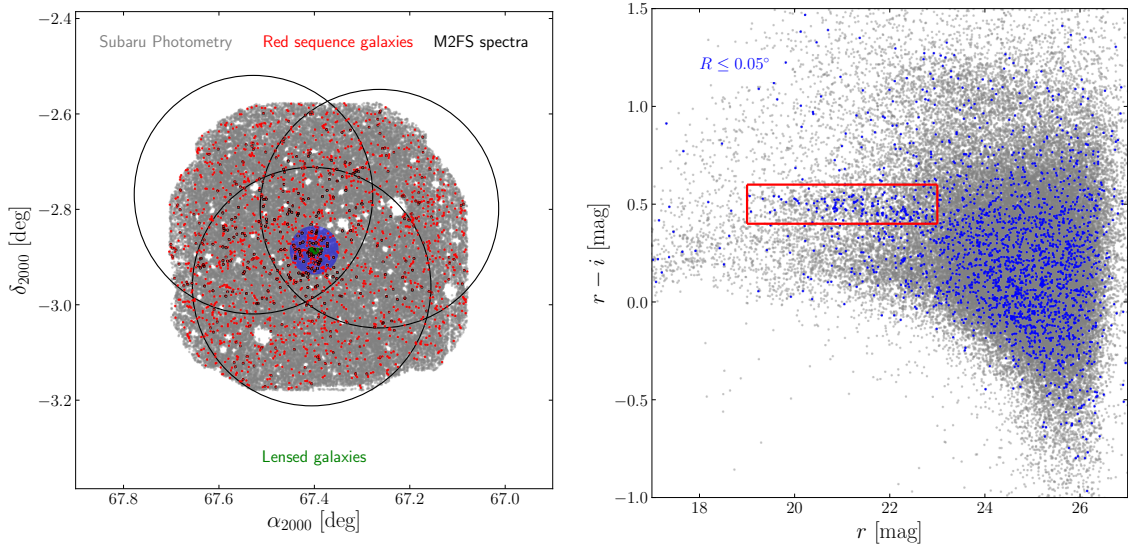 Subaru Photometry Red sequence galaxies M2FS spectra
Lensed galaxies
−2.4
−2.6
−2.8
−3.0
−3.2
δ2000 [deg]
67.8 67.6 67.4 67.2 67.0
α2000 [deg]
R ≤ 0.05°
1.5
1.0
0.5
0.0
−0.5
−1.0
r − i [mag]
18 20 22 24 26
r [mag]